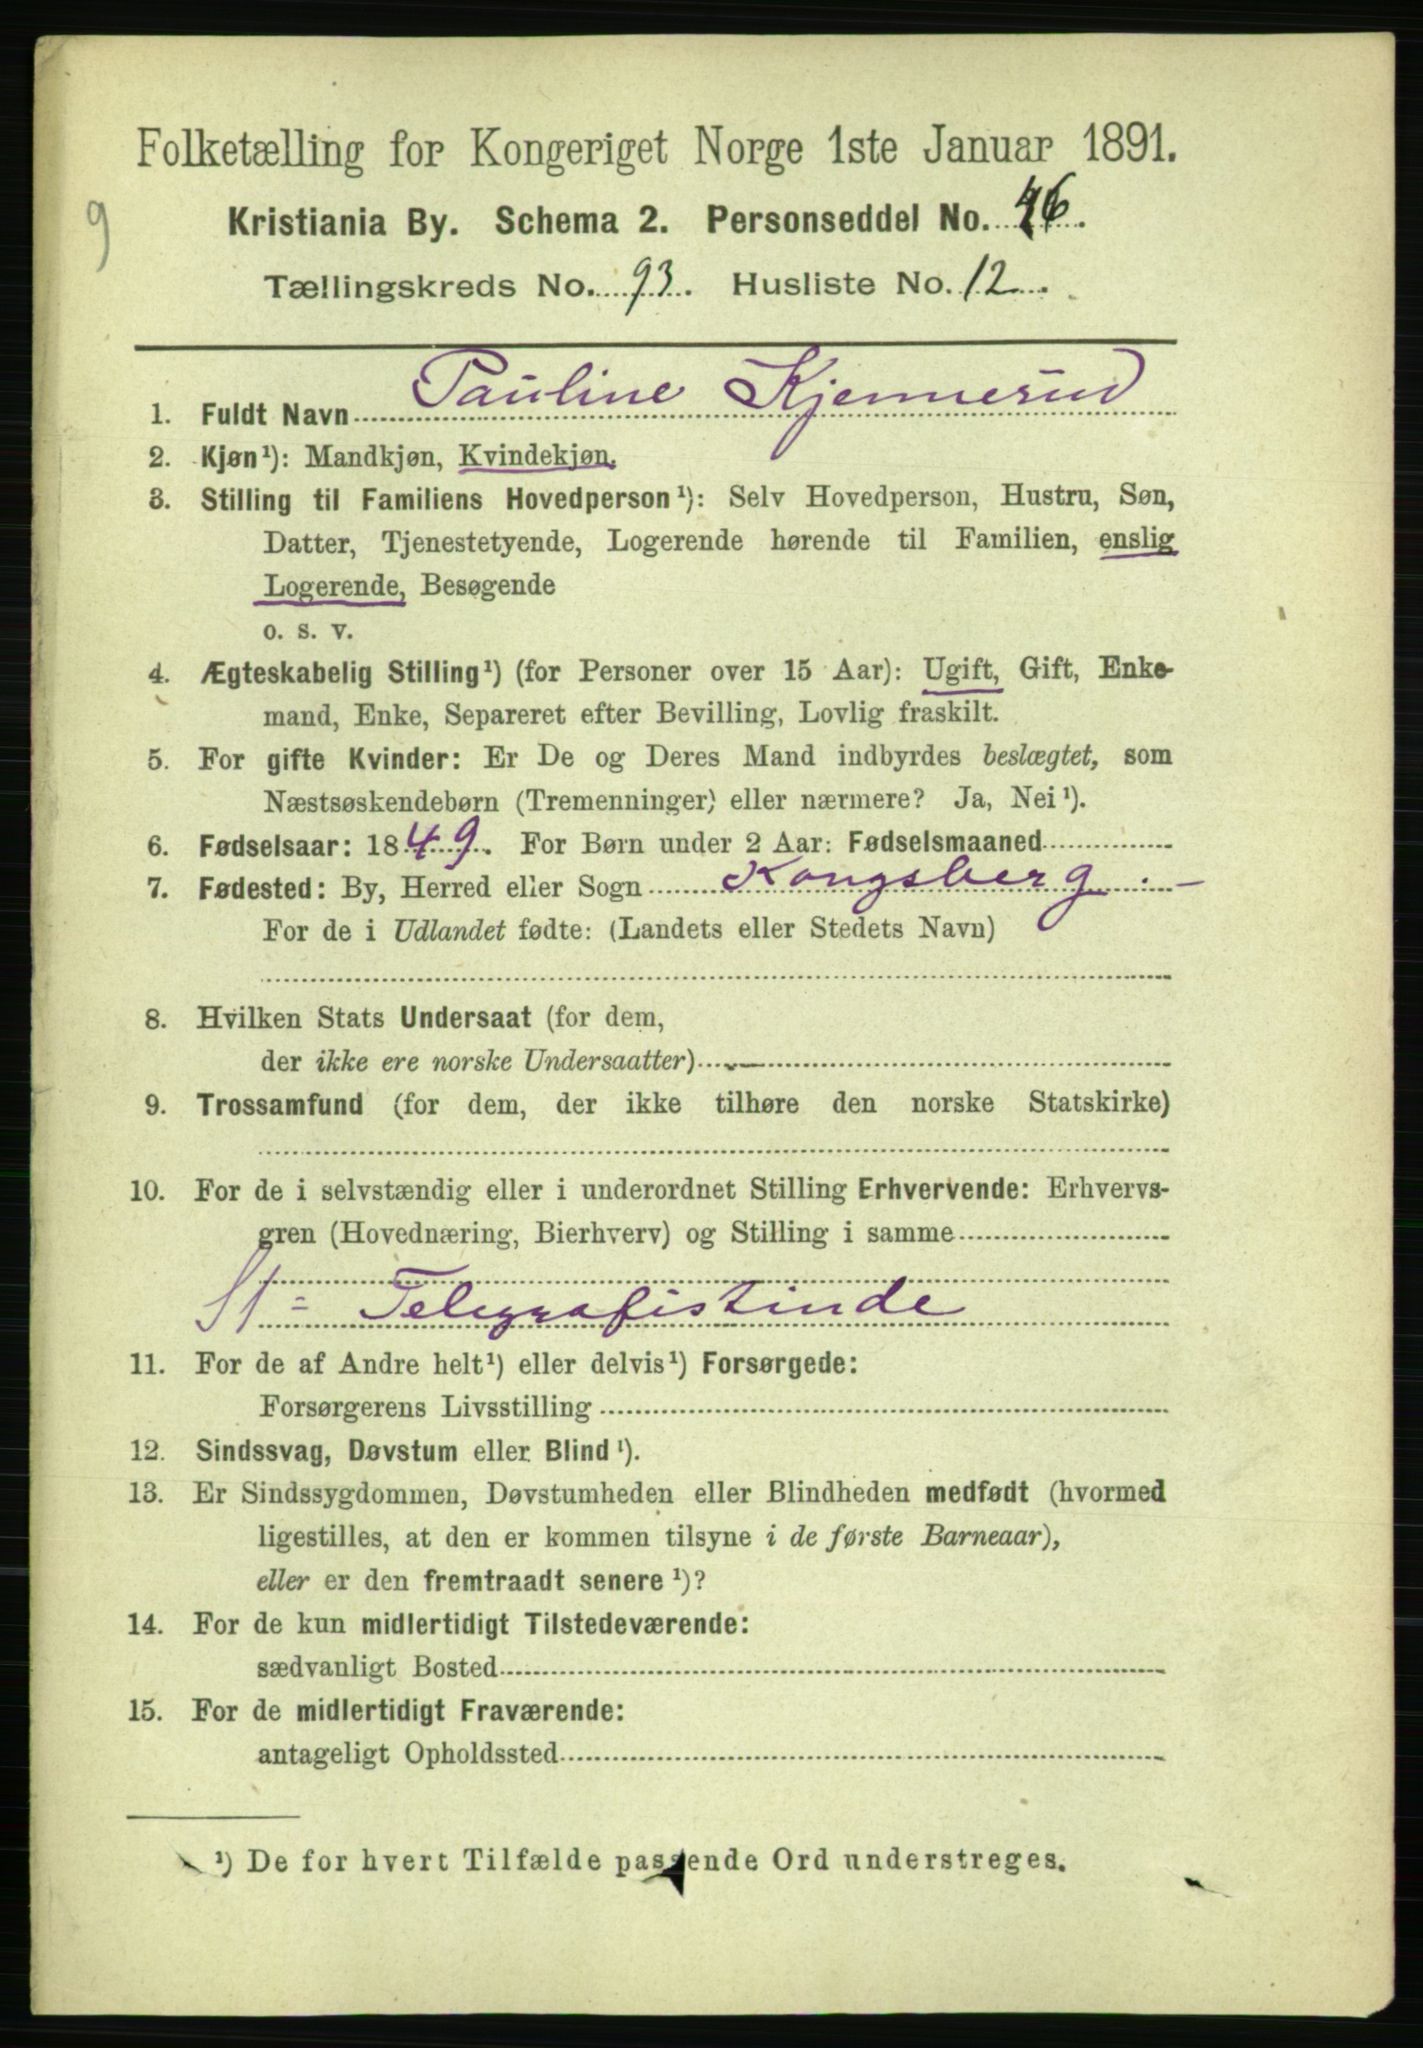 Folketælling for Kongeriget Norge 1ste Januar 1891.
9
Kristiania By. Schema 2. Personseddel No. 46.
Tællingskreds No. 93. Husliste No. 12.
1. Fuldt Navn Pauline Kjennerud
2. Kjøn¹): Mandkjøn, Kvindekjøn.
3. Stilling til Familiens Hovedperson¹): Selv Hovedperson, Hustru, Søn,
Datter, Tjenestetyende, Logerende hørende til Familien, enslig
Logerende, Besøgende
o. s. v.
4. Ægteskabelig Stilling¹) (for Personer over 15 Aar): Ugift, Gift, Enke-
mand, Enke, Separeret efter Bevilling, Lovlig fraskilt.
5. For gifte Kvinder: Er De og Deres Mand indbyrdes beslægtet, som
Næstsøskendebørn (Tremenninger) eller nærmere? Ja, Nei¹).
6. Fødselsaar: 1849. For Børn under 2 Aar: Fødselsmaaned
7. Fødested: By, Herred eller Sogn Kongsberg
For de i Udlandet fødte: (Landets eller Stedets Navn)
8. Hvilken Stats Undersaat (for dem,
der ikke ere norske Undersaatter)
9. Trossamfund (for dem, der ikke tilhøre den norske Statskirke)
10. For de i selvstændig eller i underordnet Stilling Erhvervende: Erhvervs-
gren (Hovednæring, Bierhverv) og Stilling i samme
St= Telegrafistinde
11. For de af Andre helt¹) eller delvis¹) Forsørgede:
Forsørgerens Livsstilling
12. Sindssvag, Døvstum eller Blind¹).
13. Er Sindssygdommen, Døvstumheden eller Blindheden medfødt (hvormed
ligestilles, at den er kommen tilsyne i de første Barneaar),
eller er den fremtraadt senere¹)?
14. For de kun midlertidigt Tilstedeværende:
sædvanligt Bosted
15. For de midlertidigt Fraværende:
antageligt Opholdssted
¹) De for hvert Tilfælde passende Ord understreges.